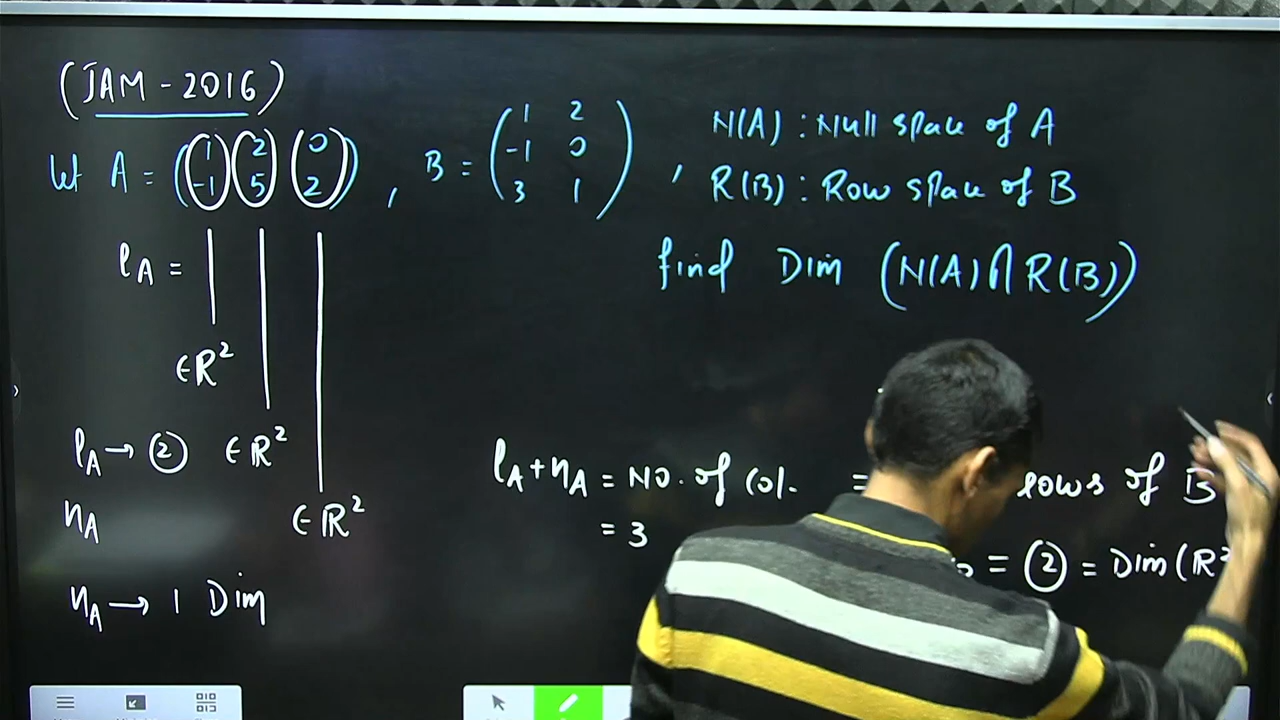 (JAM - 2016)
Let A = (1 2 0
-1 5 2), B = (1 2
-1 0
3 1), N(A) : Null space of A
R(B) : Row space of B
find Dim (N(A) ∩ R(B))
ρA =
∈ ℝ²
ρA → ② ∈ ℝ²
ηA ∈ ℝ²
ηA → 1 Dim
ρA + ηA = No. of col. =
= 3
rows of B
= ② = Dim (ℝ²